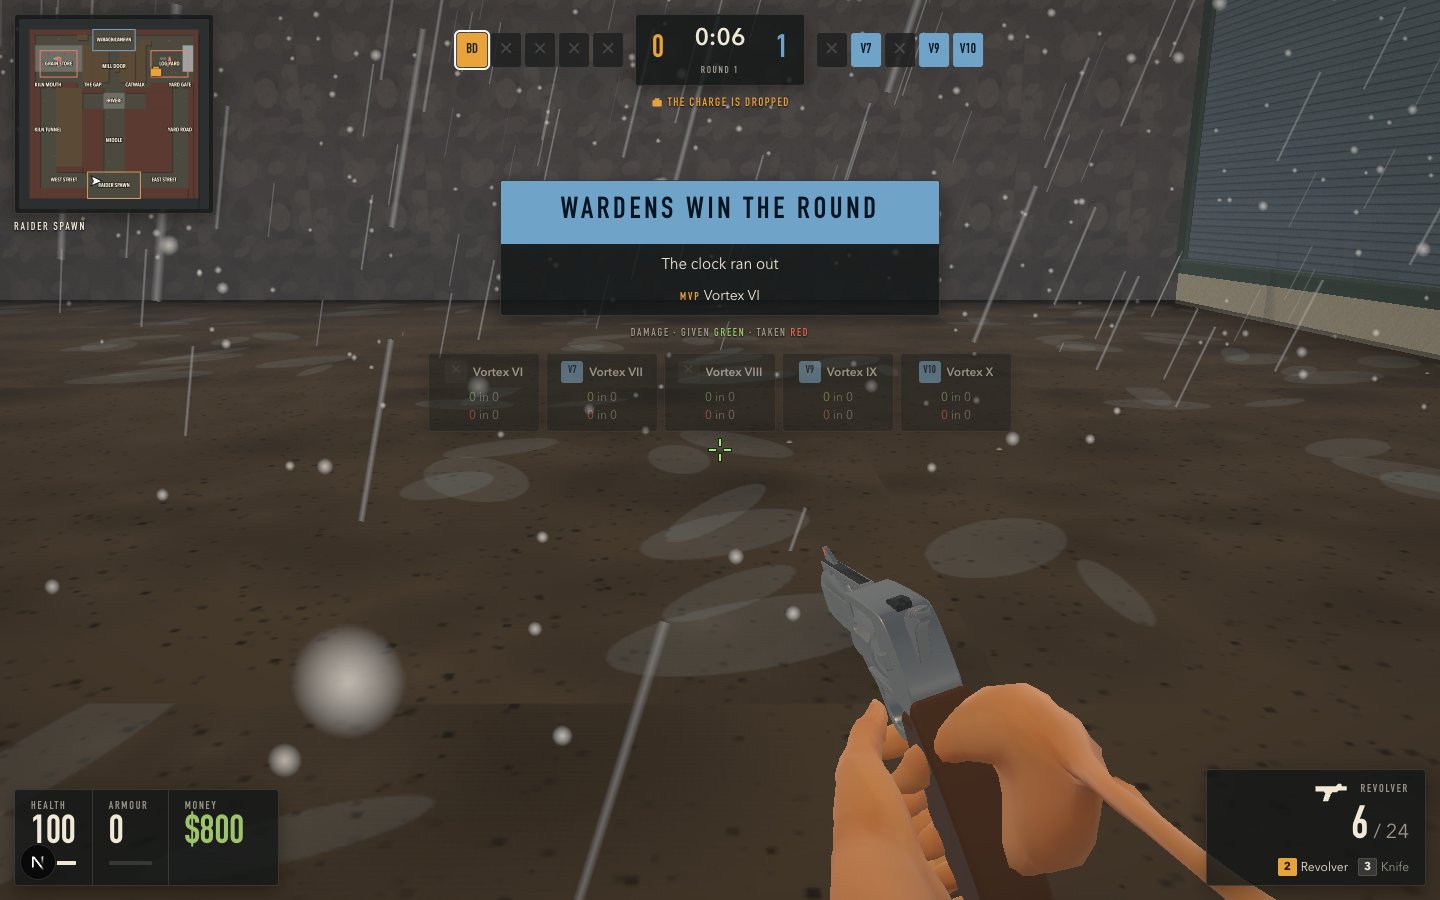 BD
0
0:06
1
ROUND 1
V7
V9
V10
THE CHARGE IS DROPPED
GRAIN STORE
MILL DOOR
LOG YARD
KILN MOUTH
THE GAP
CATWALK
YARD GATE
KILN TUNNEL
YARD ROAD
MIDDLE
WEST STREET
RAIDER SPAWN
EAST STREET
RAIDER SPAWN
WARDENS WIN THE ROUND
The clock ran out
MVP Vortex VI
DAMAGE · GIVEN GREEN · TAKEN RED
Vortex VI
0 in 0
0 in 0
V7 Vortex VII
0 in 0
0 in 0
Vortex VIII
0 in 0
0 in 0
V9 Vortex IX
0 in 0
0 in 0
V10 Vortex X
0 in 0
0 in 0
HEALTH
100
ARMOUR
0
MONEY
$800
N
REVOLVER
6 / 24
2 Revolver 3 Knife